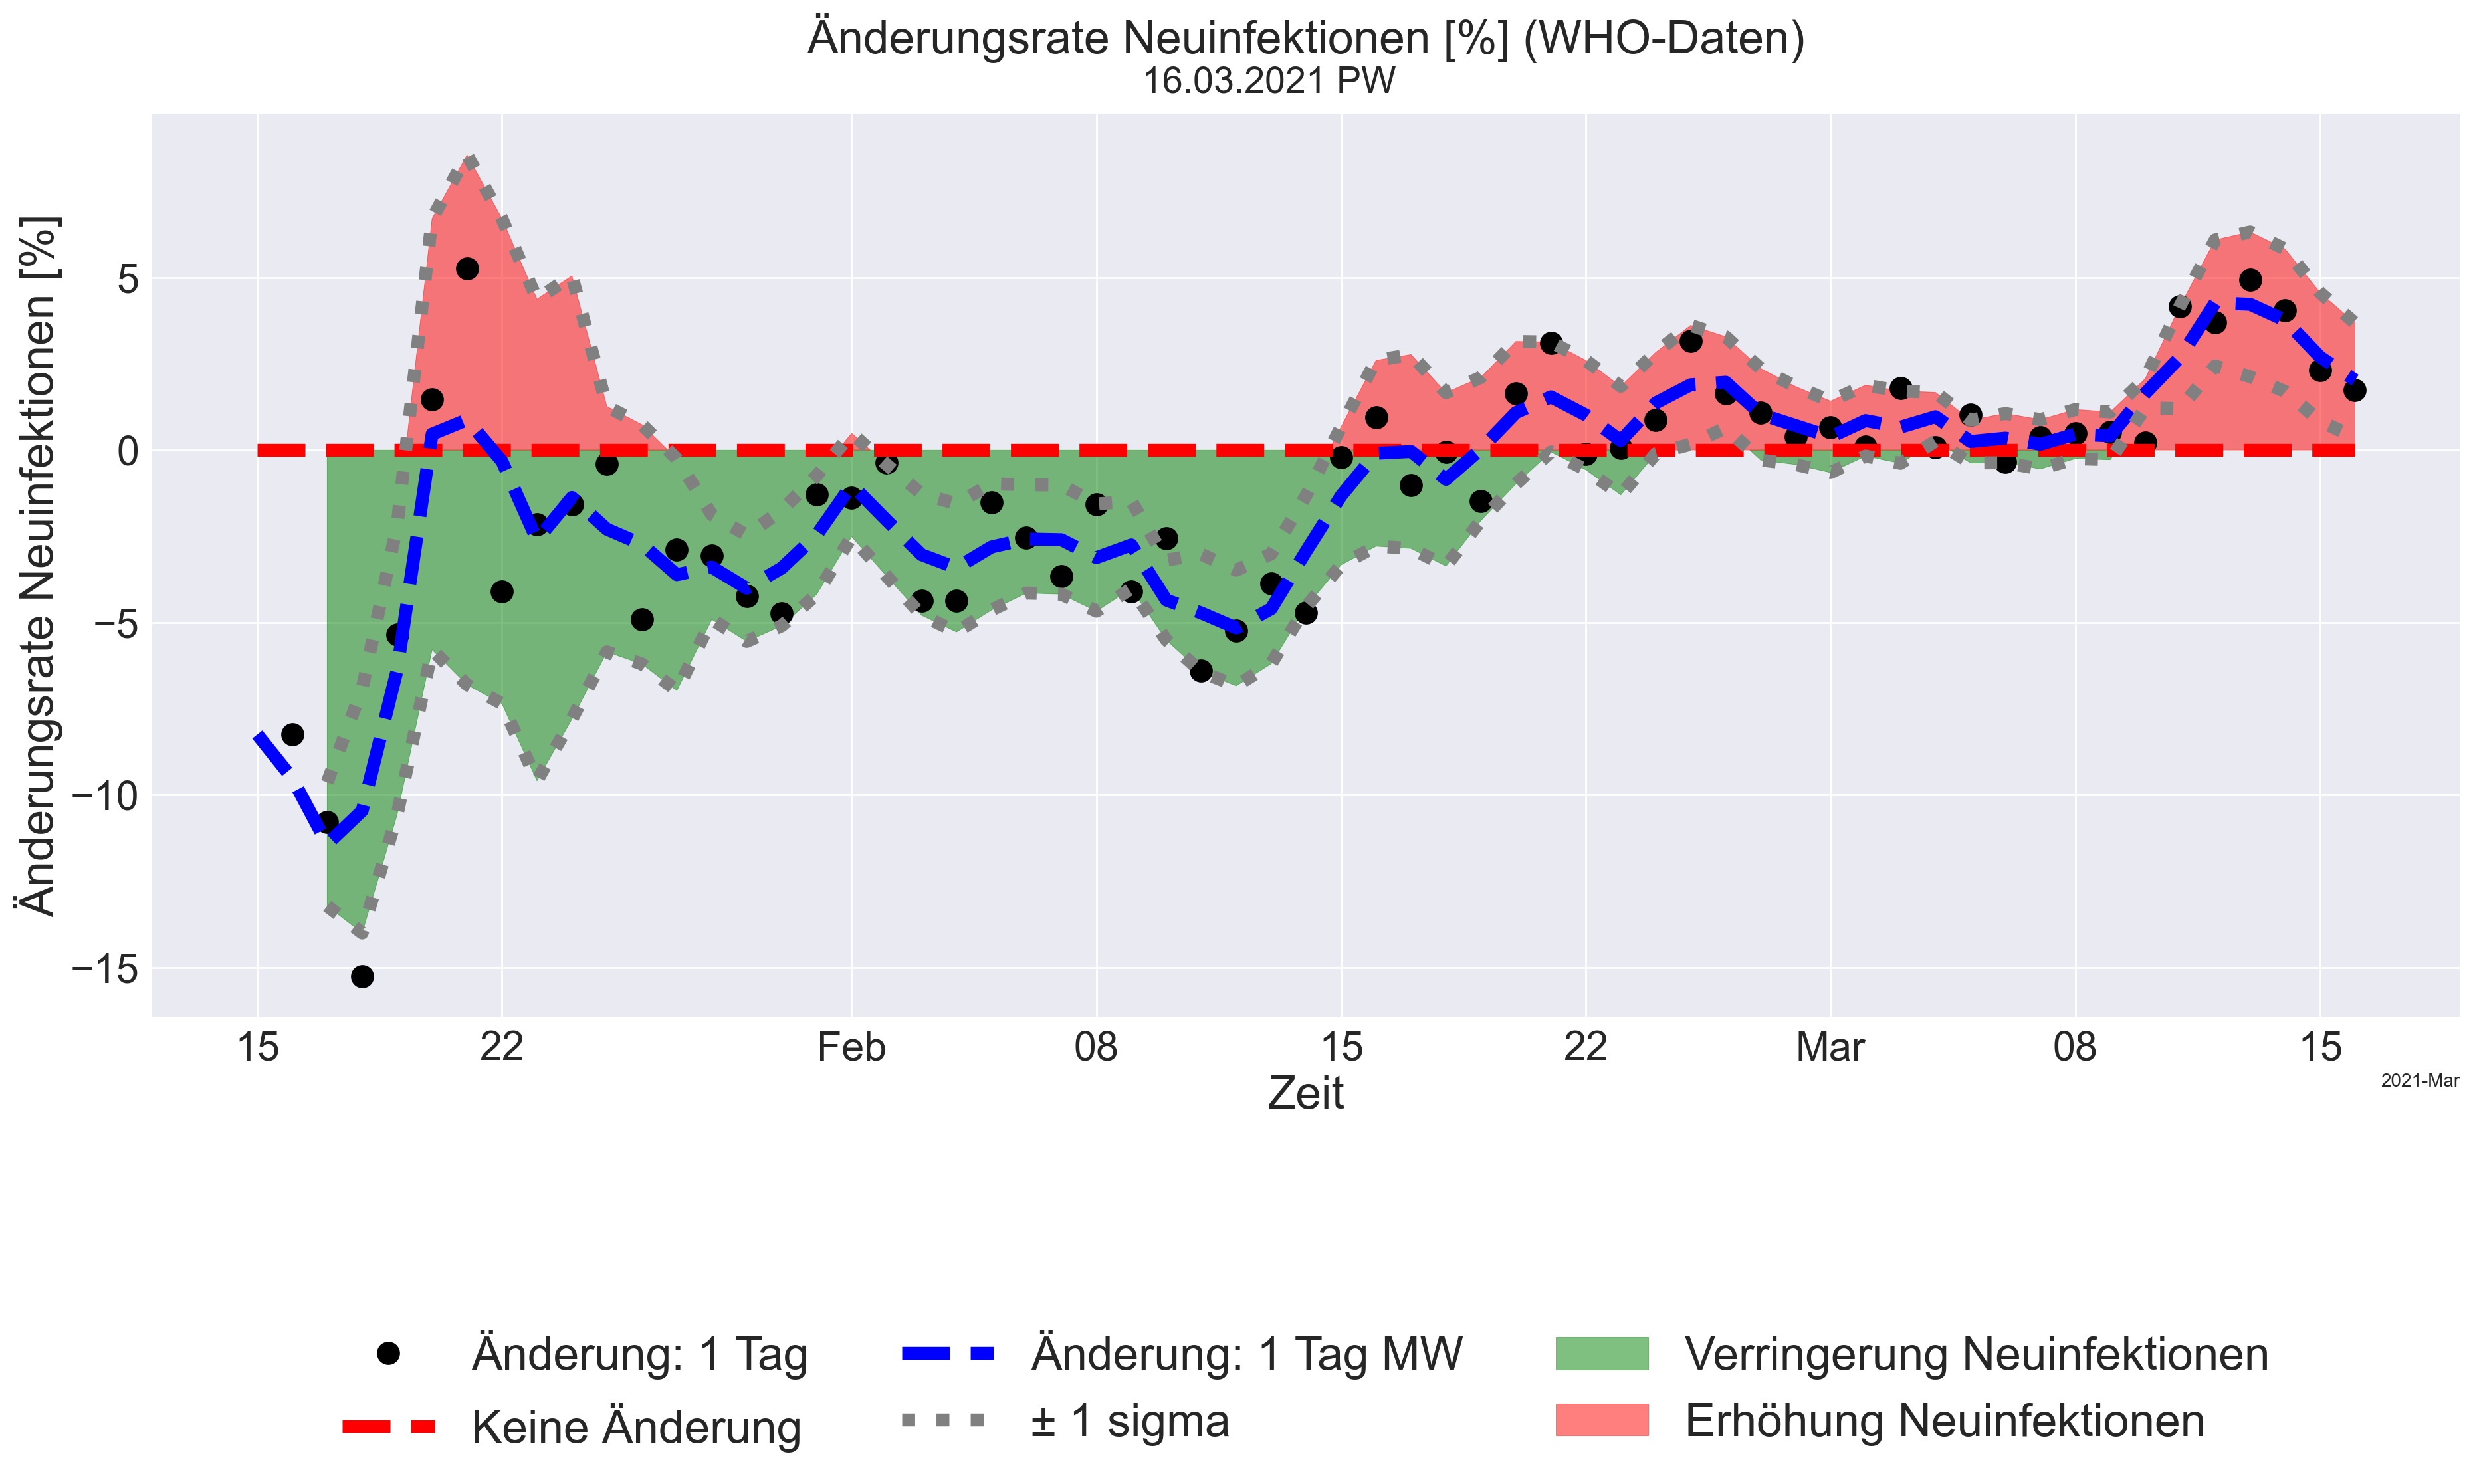 Änderungsrate Neuinfektionen [%] (WHO-Daten)
16.03.2021 PW
Änderungsrate Neuinfektionen [%]
5
0
−5
−10
−15
15 22 Feb 08 15 22 Mar 08 15
Zeit
2021-Mar
Änderung: 1 Tag
Keine Änderung
Änderung: 1 Tag MW
± 1 sigma
Verringerung Neuinfektionen
Erhöhung Neuinfektionen